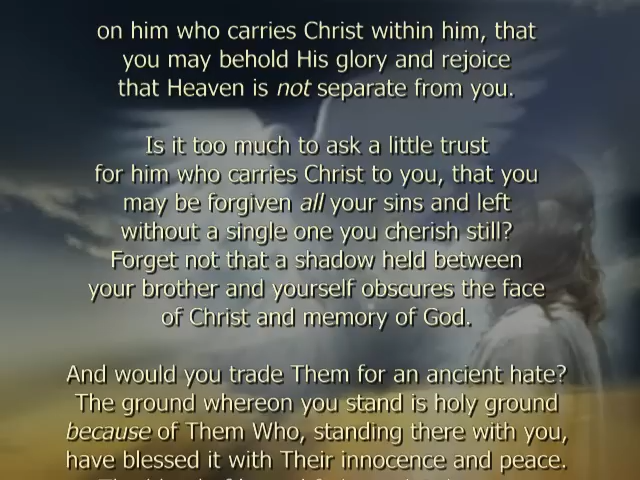 on him who carries Christ within him, that
you may behold His glory and rejoice
that Heaven is not separate from you.
Is it too much to ask a little trust
for him who carries Christ to you, that you
may be forgiven all your sins and left
without a single one you cherish still?
Forget not that a shadow held between
your brother and yourself obscures the face
of Christ and memory of God.
And would you trade Them for an ancient hate?
The ground whereon you stand is holy ground
because of Them Who, standing there with you,
have blessed it with Their innocence and peace.